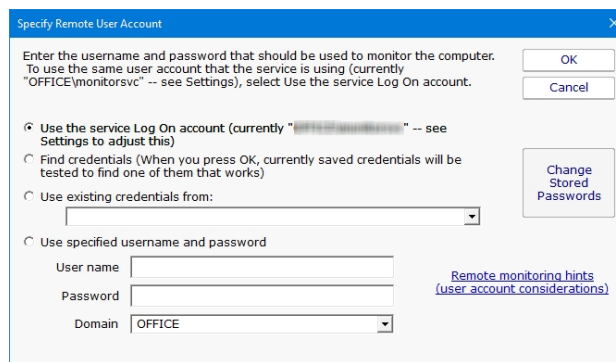 Specify Remote User Account
Enter the username and password that should be used to monitor the computer.
To use the same user account that the service is using (currently
"OFFICE\monitorsvc" -- see Settings), select Use the service Log On account.
OK
Cancel
Use the service Log On account (currently " " -- see
Settings to adjust this)
Find credentials (When you press OK, currently saved credentials will be
tested to find one of them that works)
Change
Stored
Passwords
Use existing credentials from:
Use specified username and password
User name
Password
Domain
OFFICE
Remote monitoring hints
(user account considerations)